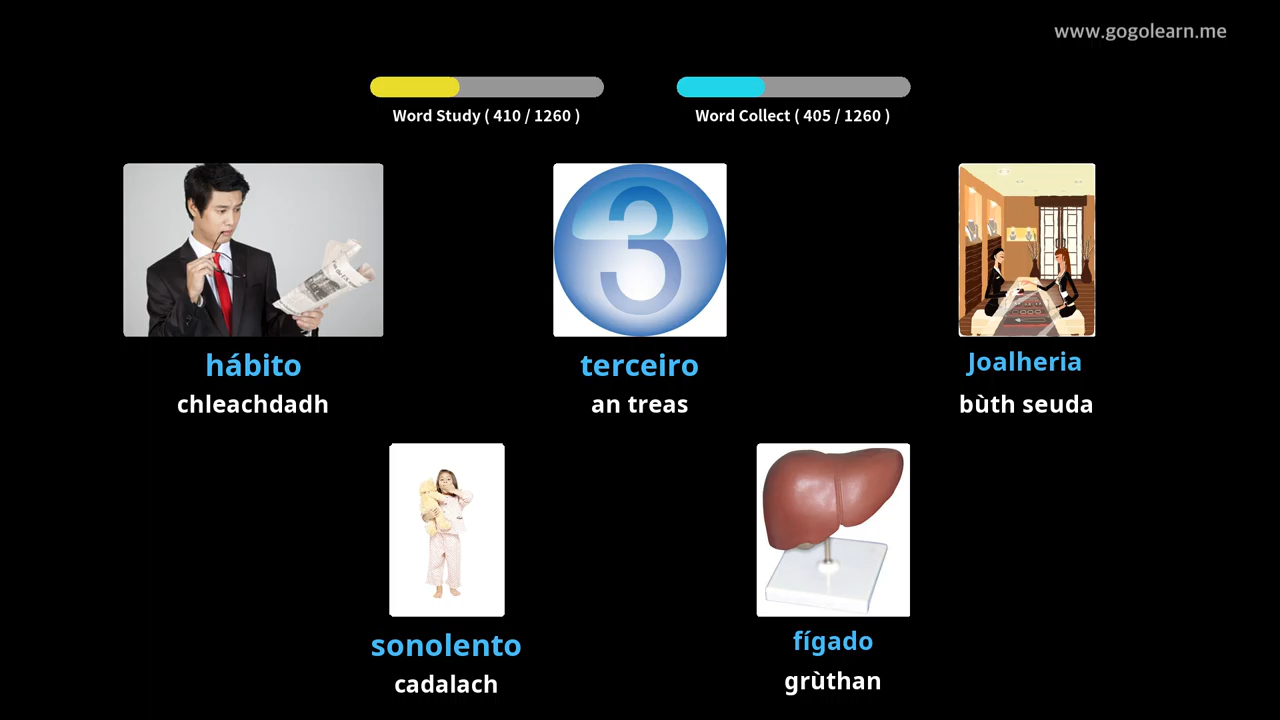 www.gogolearn.me
Word Study ( 410 / 1260 )
Word Collect ( 405 / 1260 )
3
hábito
chleachdadh
terceiro
an treas
Joalheria
bùth seuda
sonolento
cadalach
fígado
grùthan